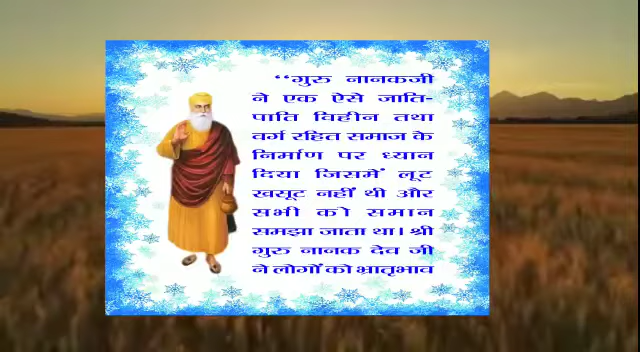 “गुरु नानकजी
ने एक ऐसे जाति-
पाति विहीन तथा
वर्ग रहित समाज के
निर्माण पर ध्यान
दिया जिसमें लूट
खसूट नहीं थी और
सभी को समान
समझा जाता था। श्री
गुरु नानक देव जी
ने लोगों को भ्रातृभाव